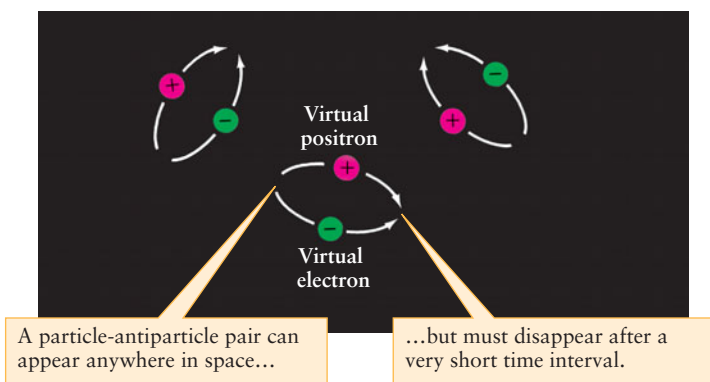 +
−
+
−
Virtual
positron
+
−
Virtual
electron
A particle-antiparticle pair can
appear anywhere in space...
...but must disappear after a
very short time interval.